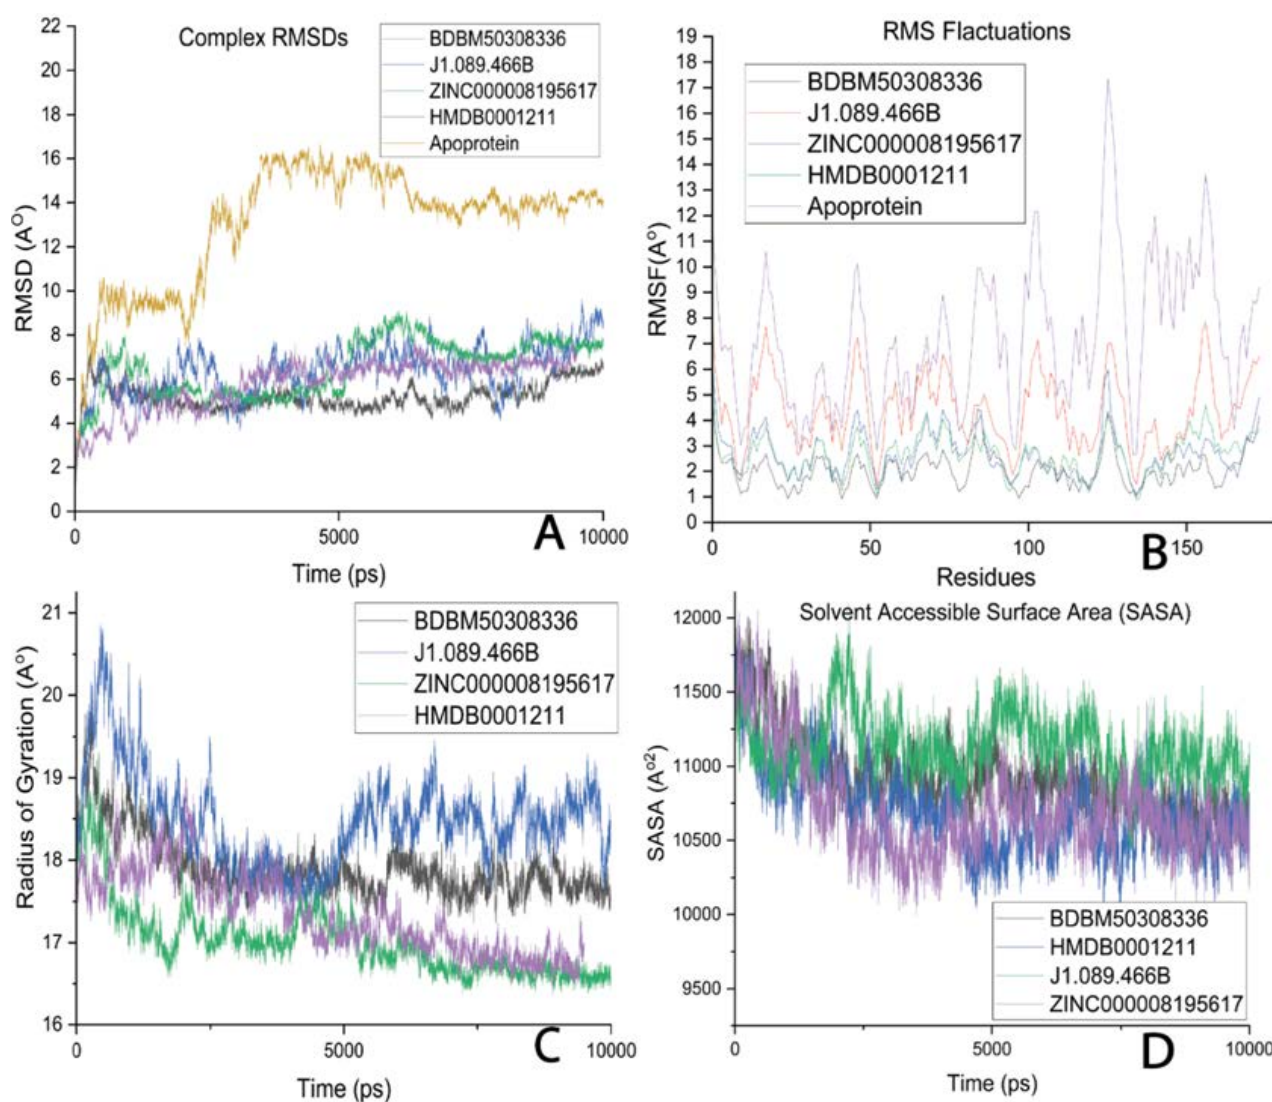 Complex RMSDs
BDBM50308336
J1.089.466B
ZINC000008195617
HMDB0001211
Apoprotein
22
20
18
16
14
12
10
8
6
4
2
0
RMSD (A°)
0
5000
10000
Time (ps)
A
RMS Flactuations
BDBM50308336
J1.089.466B
ZINC000008195617
HMDB0001211
Apoprotein
19
18
17
16
15
14
13
12
11
10
9
8
7
6
5
4
3
2
1
0
RMSF(A°)
0
50
100
150
Residues
B
BDBM50308336
J1.089.466B
ZINC000008195617
HMDB0001211
21
20
19
18
17
16
Radius of Gyration (A°)
0
5000
10000
Time (ps)
C
Solvent Accessible Surface Area (SASA)
12000
11500
11000
10500
10000
9500
SASA (A°²)
BDBM50308336
HMDB0001211
J1.089.466B
ZINC000008195617
0
5000
10000
Time (ps)
D